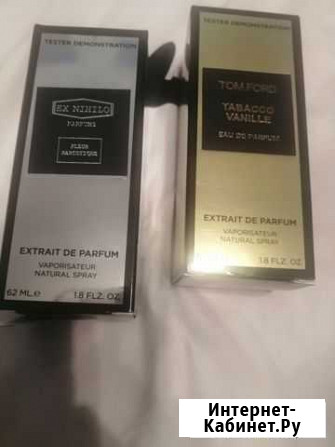 TESTER DEMONSTRATION
EX NIHILO
PARFUMS
FLEUR
NARCOTIQUE
EXTRAIT DE PARFUM
VAPORISATEUR
NATURAL SPRAY
62 ML e 1.8 FLZ. OZ.
TESTER DEMONSTRATION
TOM FORD
TABACCO
VANILLE
EAU DE PARFUM
EXTRAIT DE PARFUM
VAPORISATEUR
NATURAL SPRAY
1.8 FLZ. OZ.
Интернет-
Кабинет.Ру